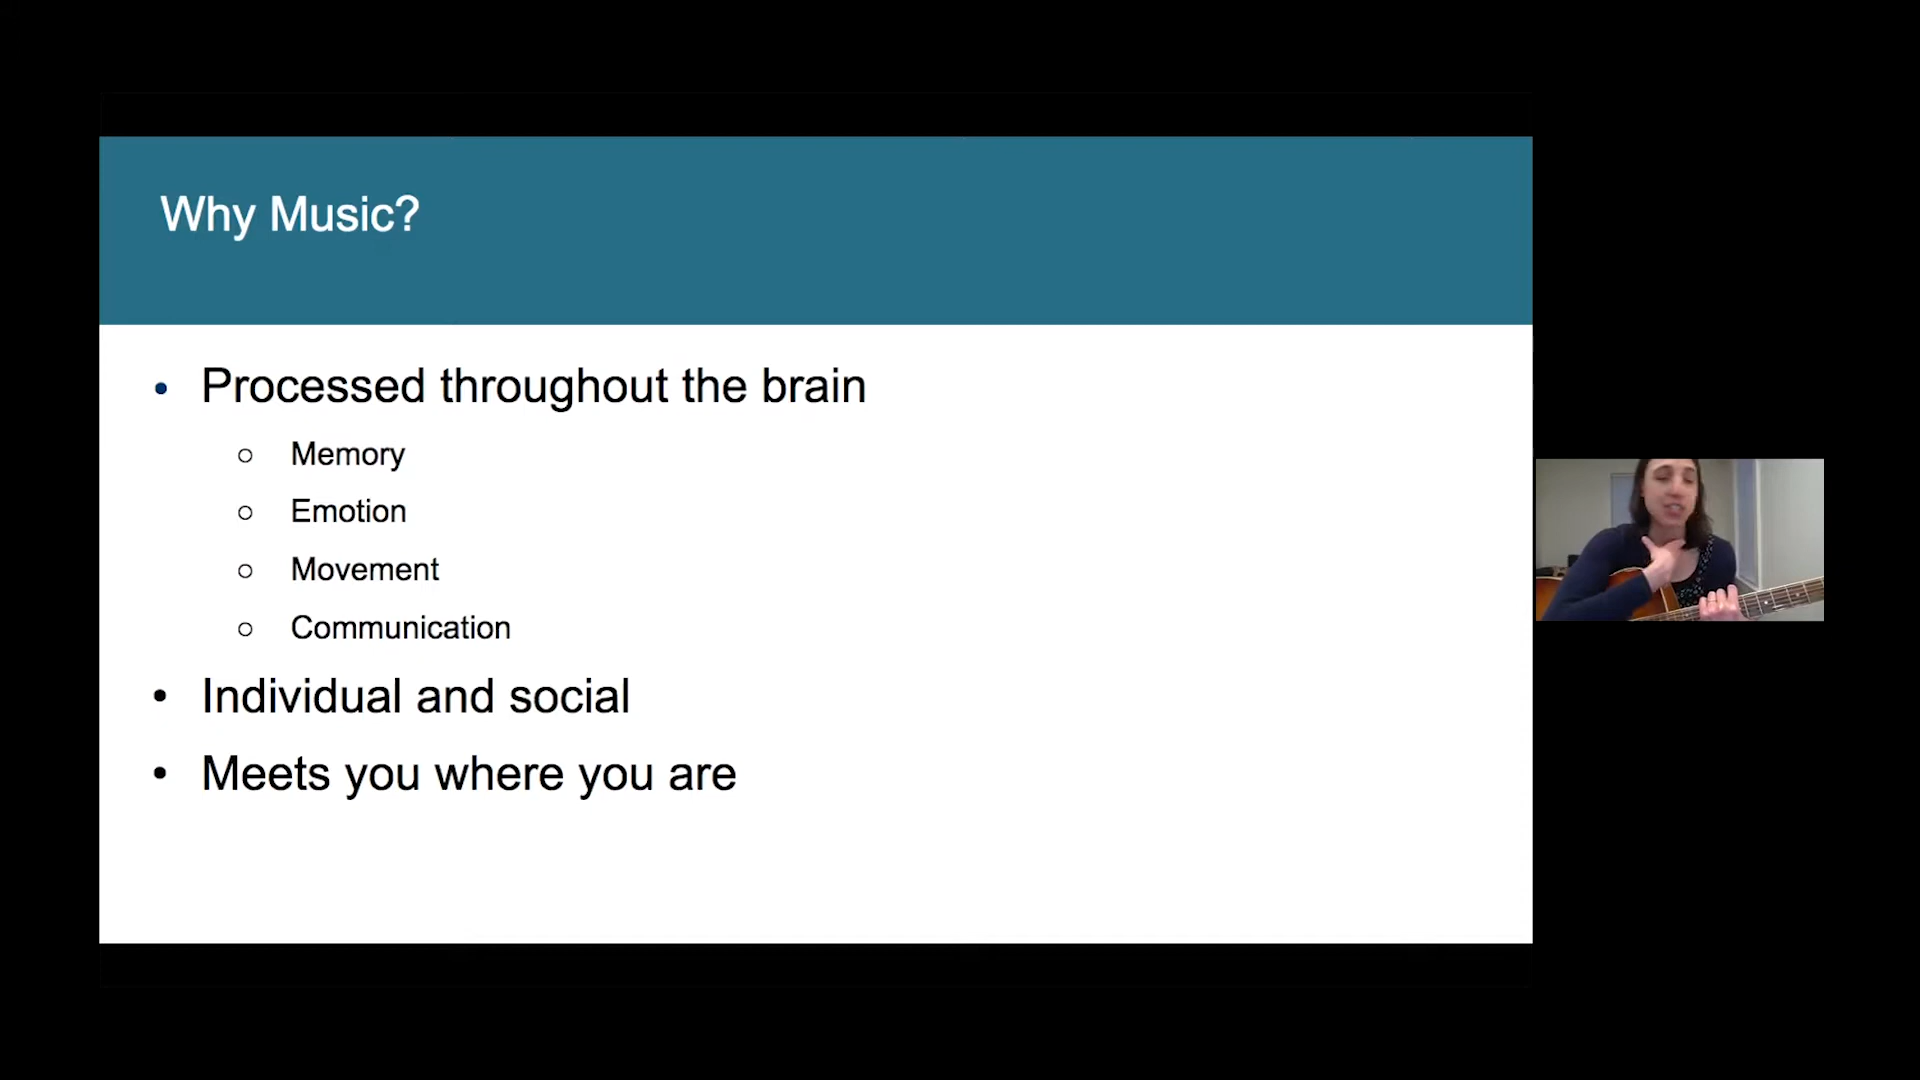 Why Music?
• Processed throughout the brain
○ Memory
○ Emotion
○ Movement
○ Communication
• Individual and social
• Meets you where you are